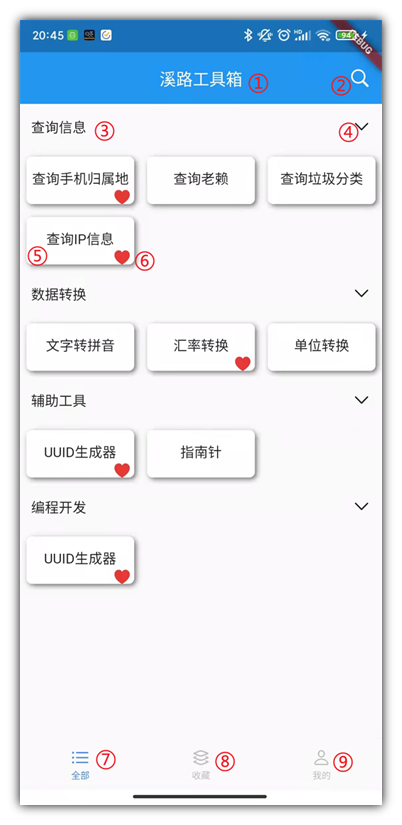 20:45 94
DEBUG
溪路工具箱 ① ②
查询信息 ③ ④
查询手机归属地 查询老赖 查询垃圾分类
查询IP信息
⑤ ⑥
数据转换
文字转拼音 汇率转换 单位转换
辅助工具
UUID生成器 指南针
编程开发
UUID生成器
⑦ ⑧ ⑨
全部 收藏 我的